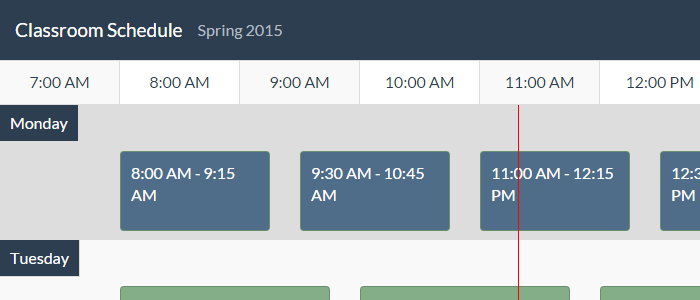 Classroom Schedule Spring 2015
7:00 AM 8:00 AM 9:00 AM 10:00 AM 11:00 AM 12:00 PM
Monday
8:00 AM - 9:15
AM
9:30 AM - 10:45
AM
11:00 AM - 12:15
PM
12:3
PM
Tuesday